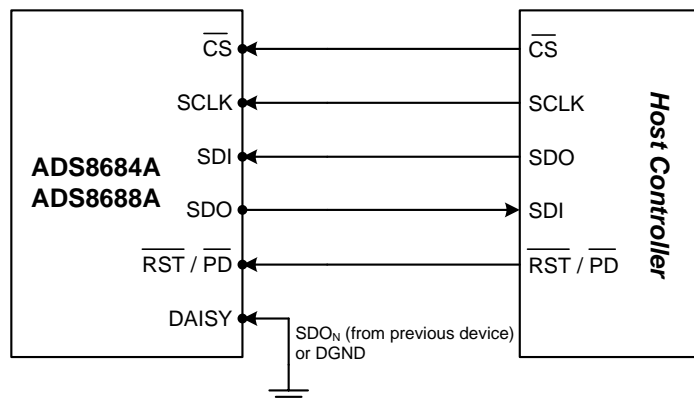 CS
SCLK
SDI
SDO
RST / PD
DAISY
ADS8684A
ADS8688A
CS
SCLK
SDO
SDI
RST / PD
Host Controller
SDON (from previous device)
or DGND